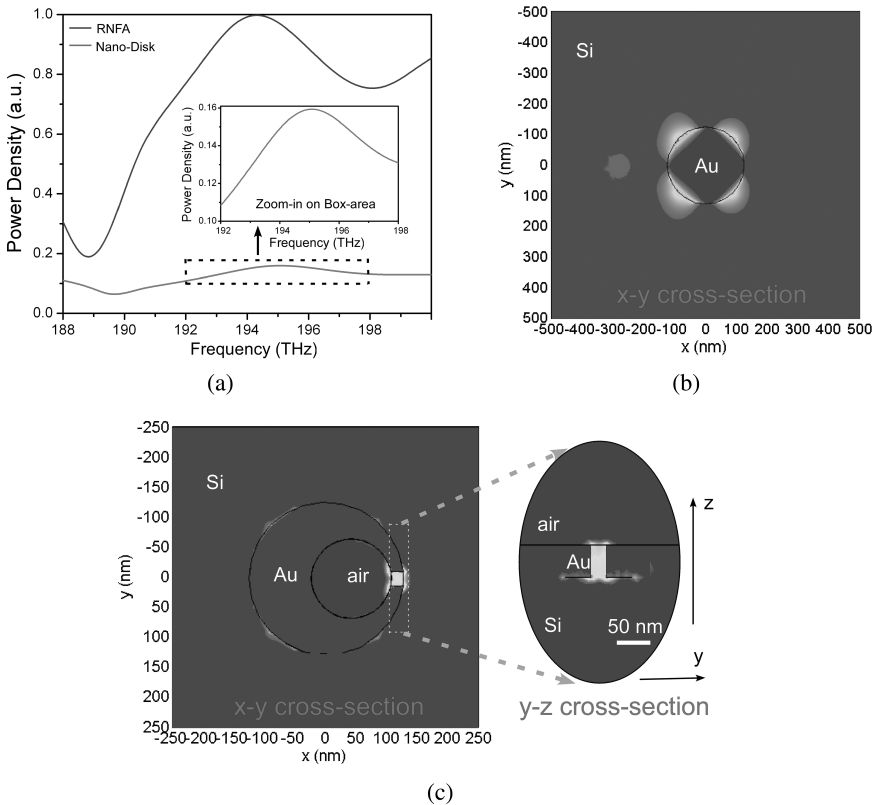 RNFA
Nano-Disk
Power Density (a.u.)
1.0
0.8
0.6
0.4
0.2
0.0
188 190 192 194 196 198
Frequency (THz)
Power Density (a.u.)
0.16
0.14
0.12
0.10
Zoom-in on Box-area
192 194 196 198
Frequency (THz)
(a)
-500
-400
-300
-200
-100
0
100
200
300
400
500
y (nm)
Si
Au
x-y cross-section
-500-400-300-200 -100 0 100 200 300 400 500
x (nm)
(b)
-250
-200
-150
-100
-50
0
50
100
150
200
250
y (nm)
Si
Au air
x-y cross-section
-250-200-150-100 -50 0 50 100 150 200 250
x (nm)
air
Au
Si
50 nm
z
y
y-z cross-section
(c)